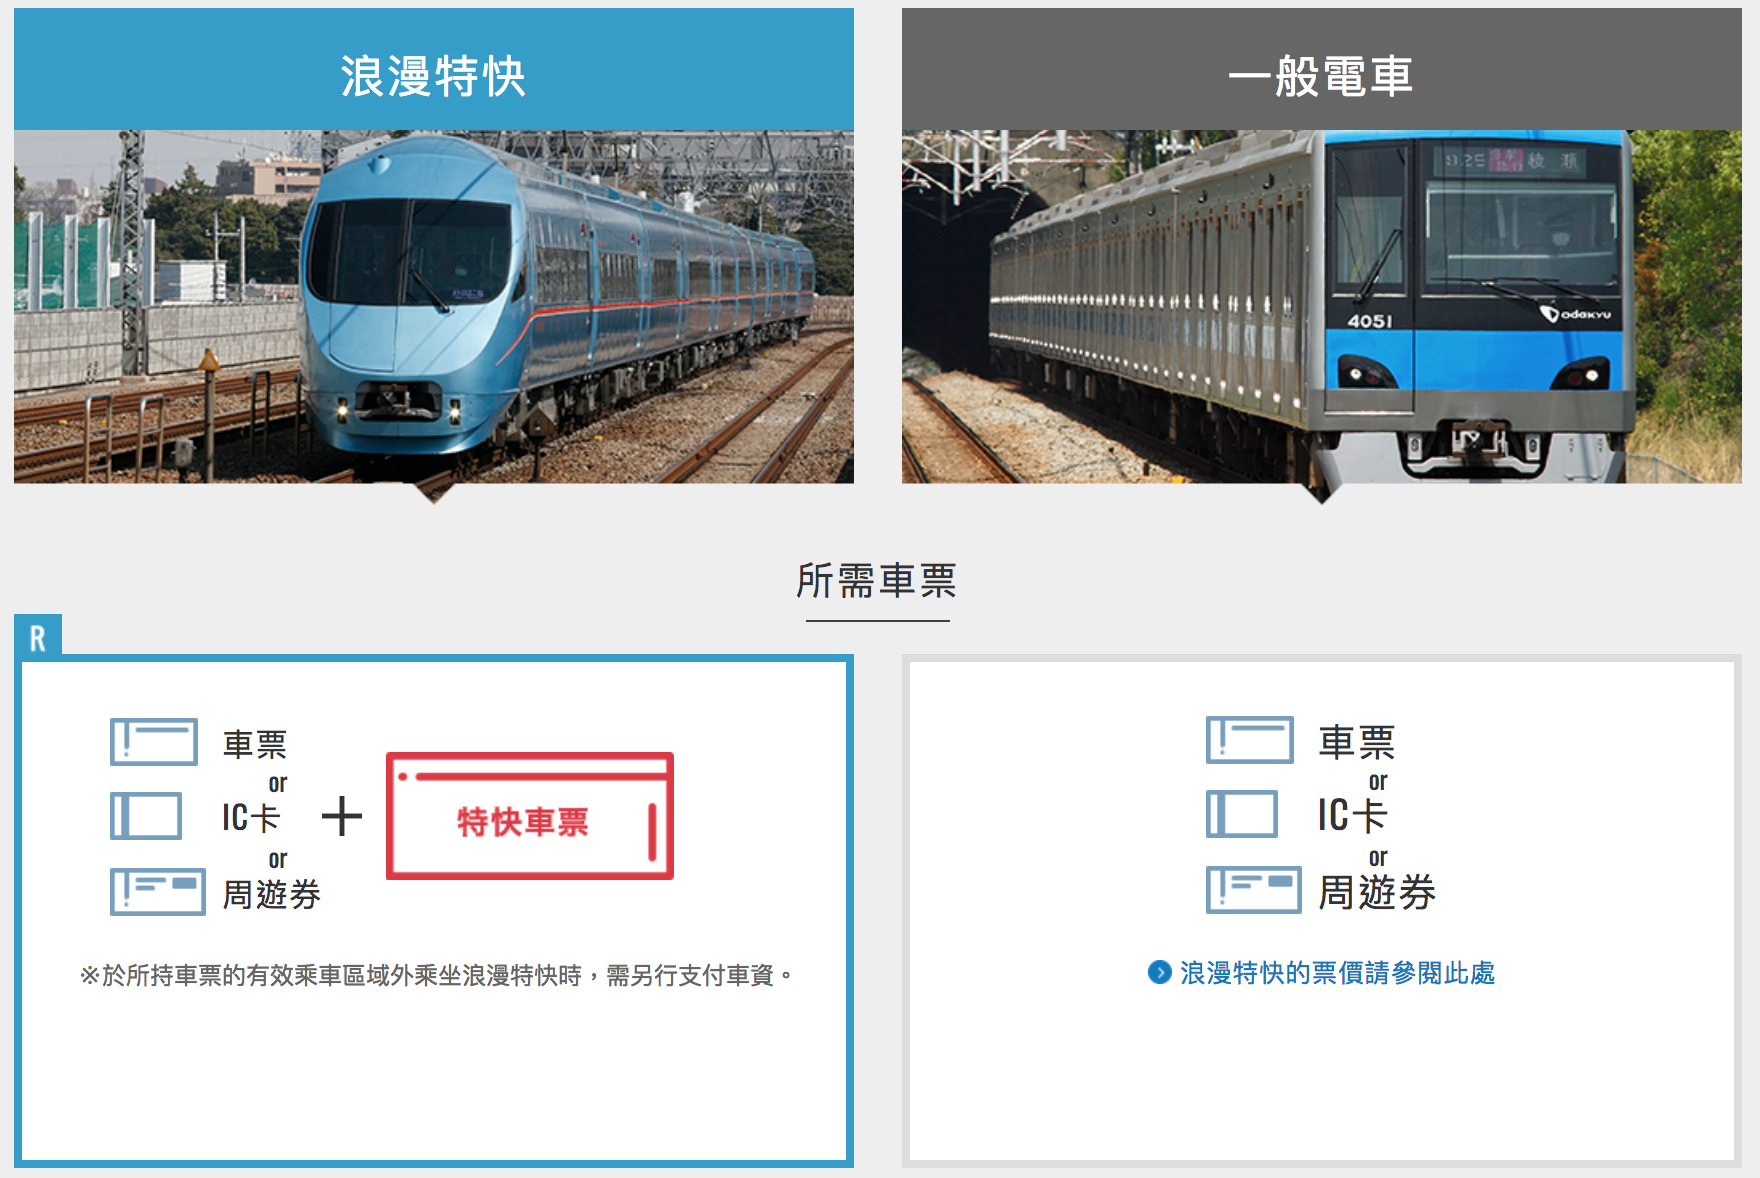 浪漫特快
一般電車
綾瀬
4051
odakyu
所需車票
R
車票
or
IC卡
or
周遊券
+
特快車票
※於所持車票的有效乘車區域外乘坐浪漫特快時，需另行支付車資。
車票
or
IC卡
or
周遊券
浪漫特快的票價請參閱此處